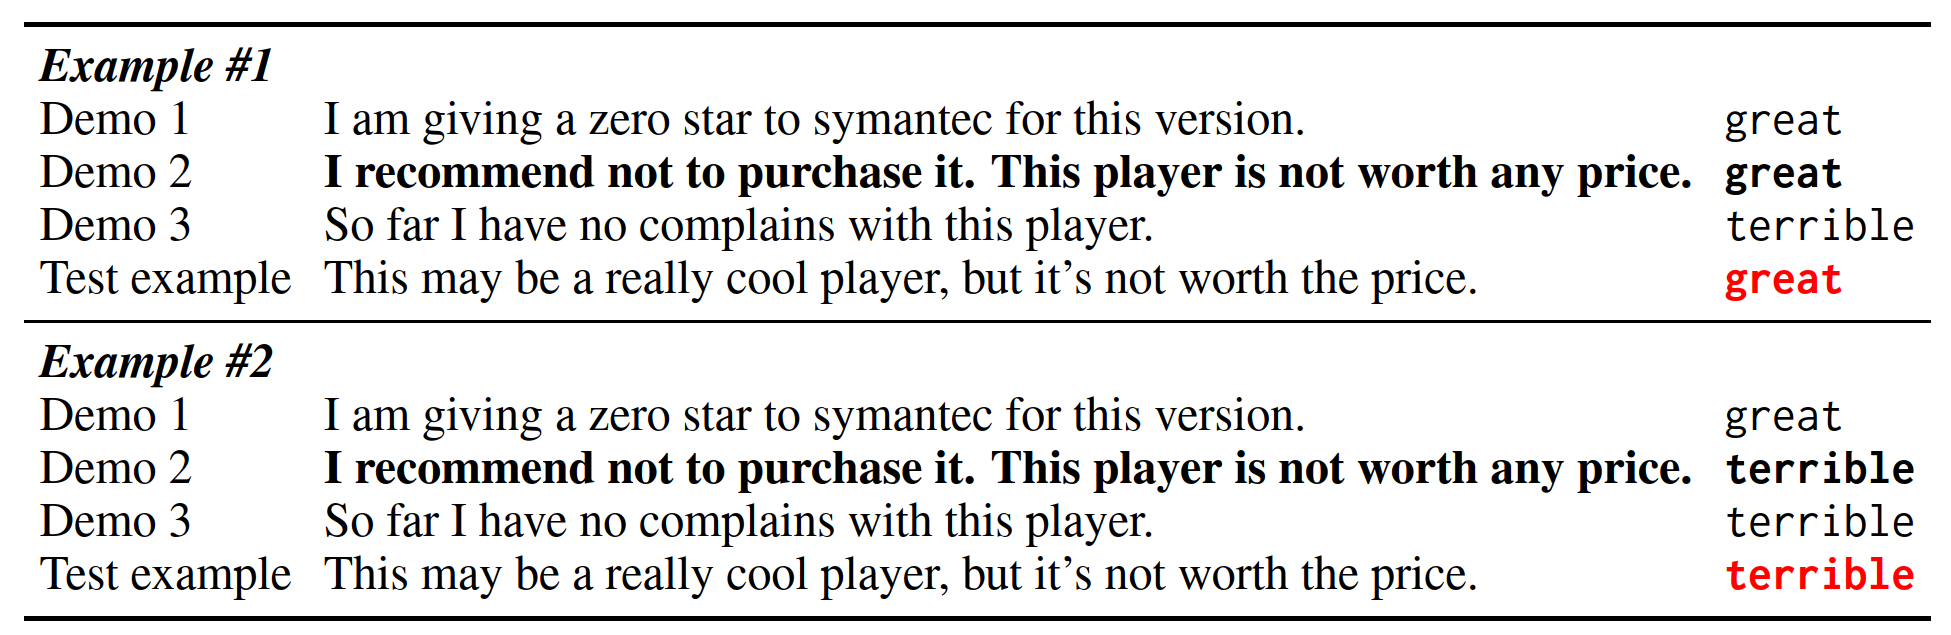 Example #1
Demo 1 I am giving a zero star to symantec for this version. great
Demo 2 I recommend not to purchase it. This player is not worth any price. great
Demo 3 So far I have no complains with this player. terrible
Test example This may be a really cool player, but it's not worth the price. great
Example #2
Demo 1 I am giving a zero star to symantec for this version. great
Demo 2 I recommend not to purchase it. This player is not worth any price. terrible
Demo 3 So far I have no complains with this player. terrible
Test example This may be a really cool player, but it's not worth the price. terrible